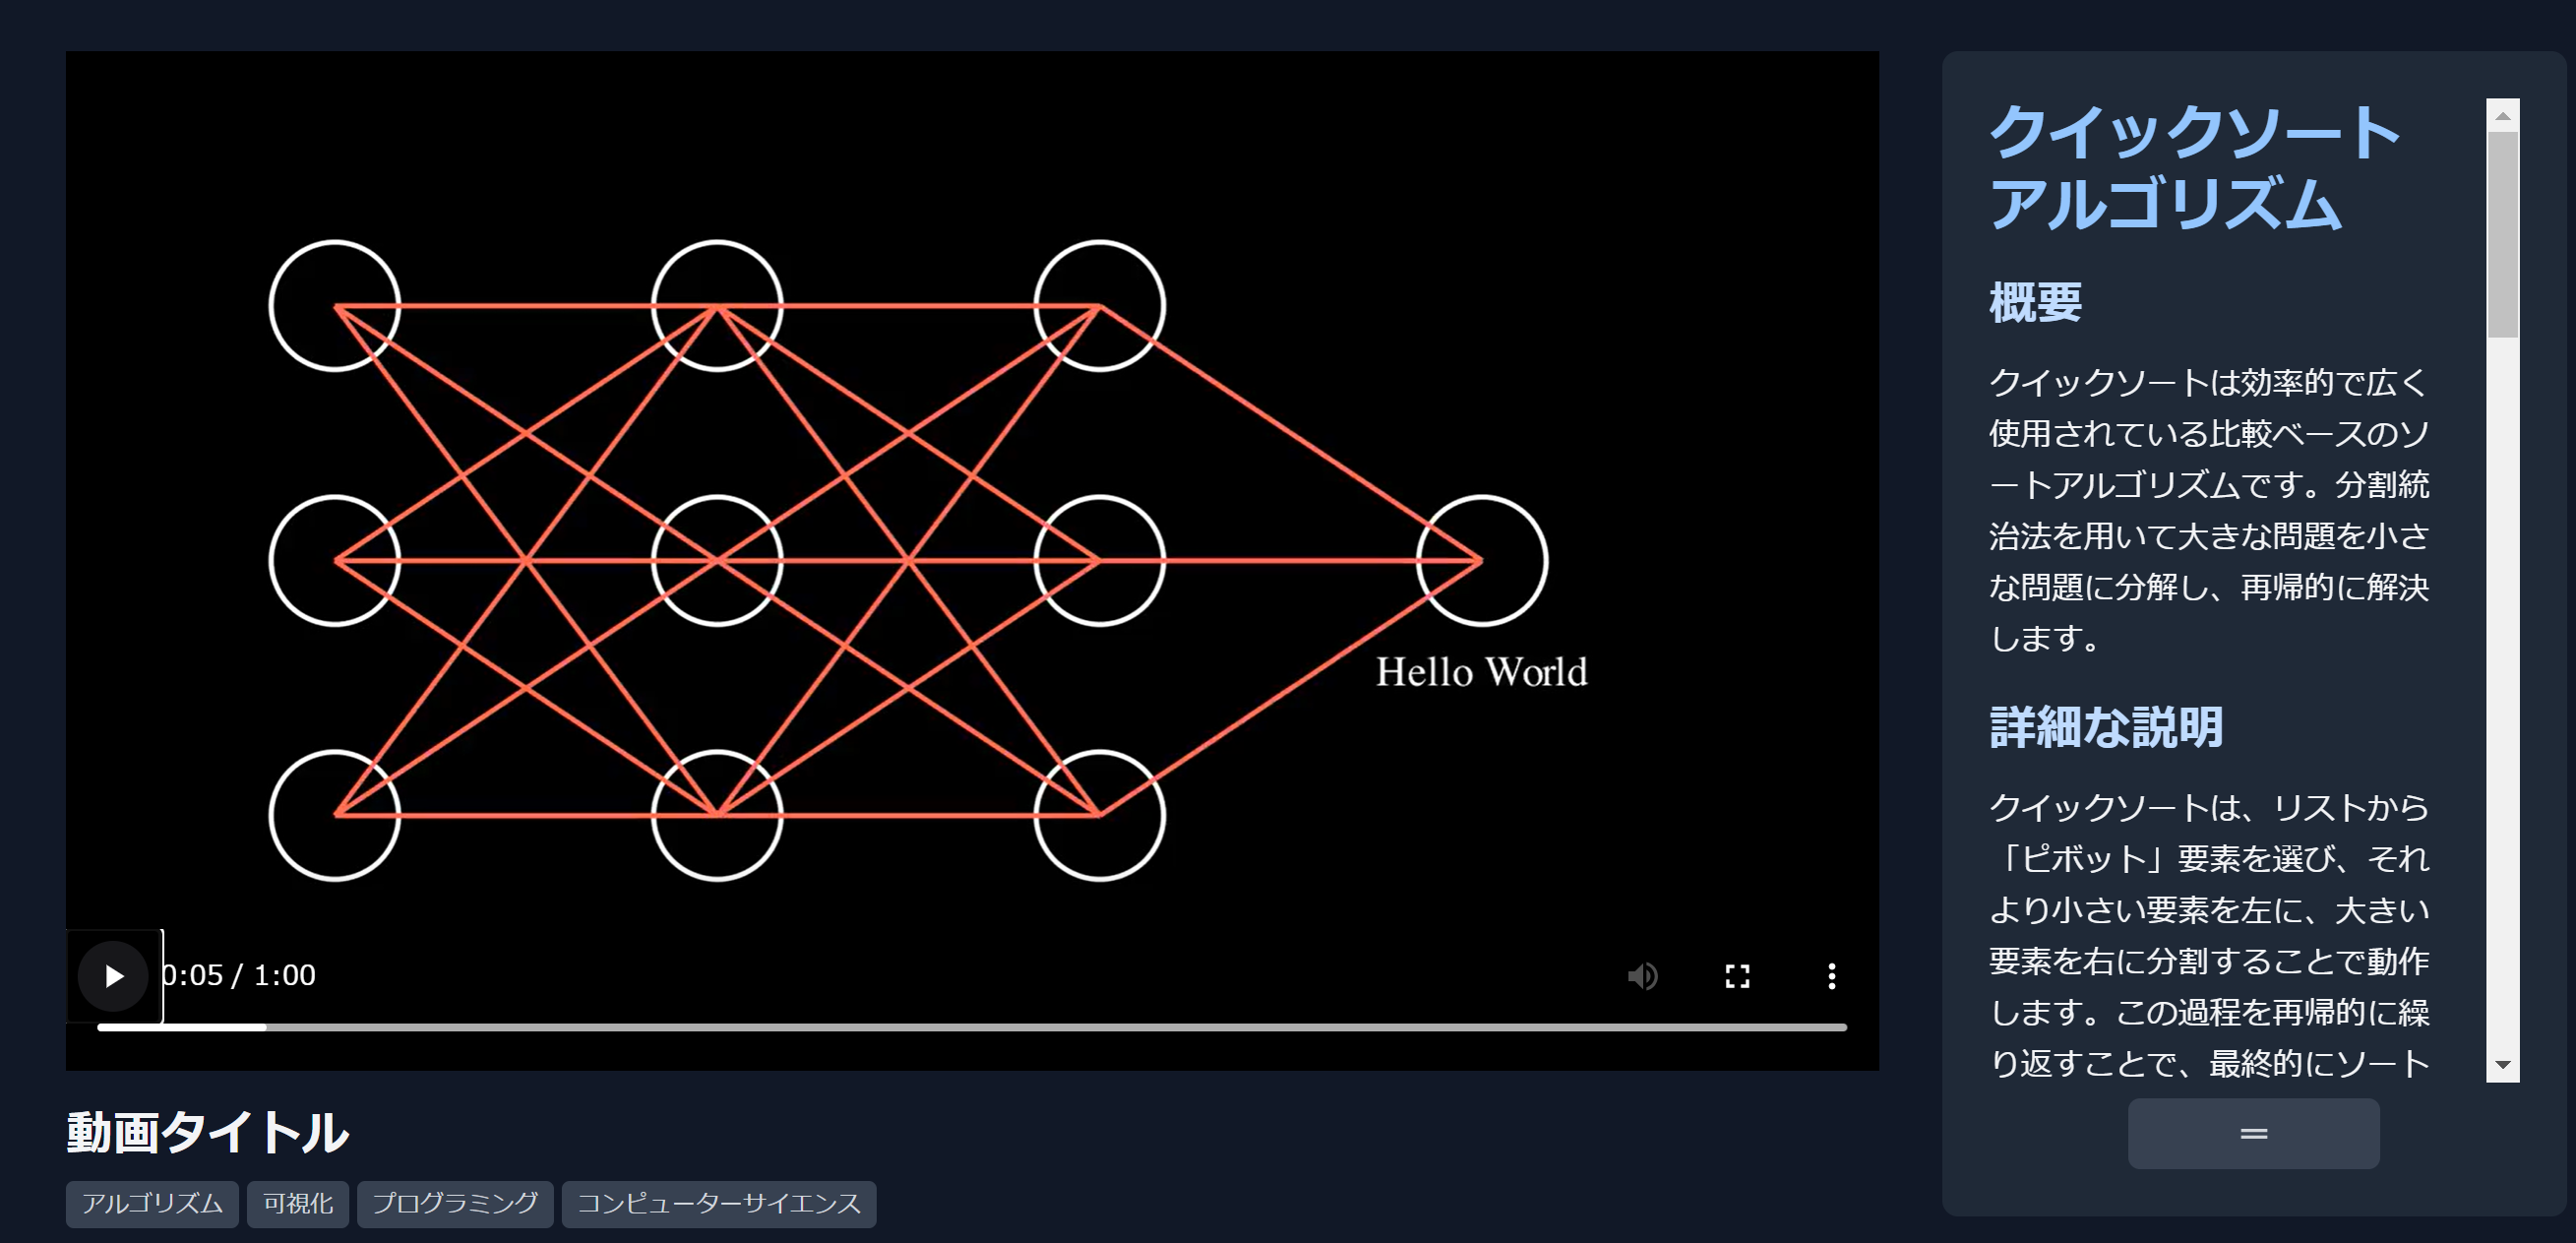 Hello World
0:05 / 1:00
動画タイトル
アルゴリズム
可視化
プログラミング
コンピューターサイエンス
クイックソート
アルゴリズム
概要
クイックソートは効率的で広く
使用されている比較ベースのソ
ートアルゴリズムです。分割統
治法を用いて大きな問題を小さ
な問題に分解し、再帰的に解決
します。
詳細な説明
クイックソートは、リストから
「ピボット」要素を選び、それ
より小さい要素を左に、大きい
要素を右に分割することで動作
します。この過程を再帰的に繰
り返すことで、最終的にソート